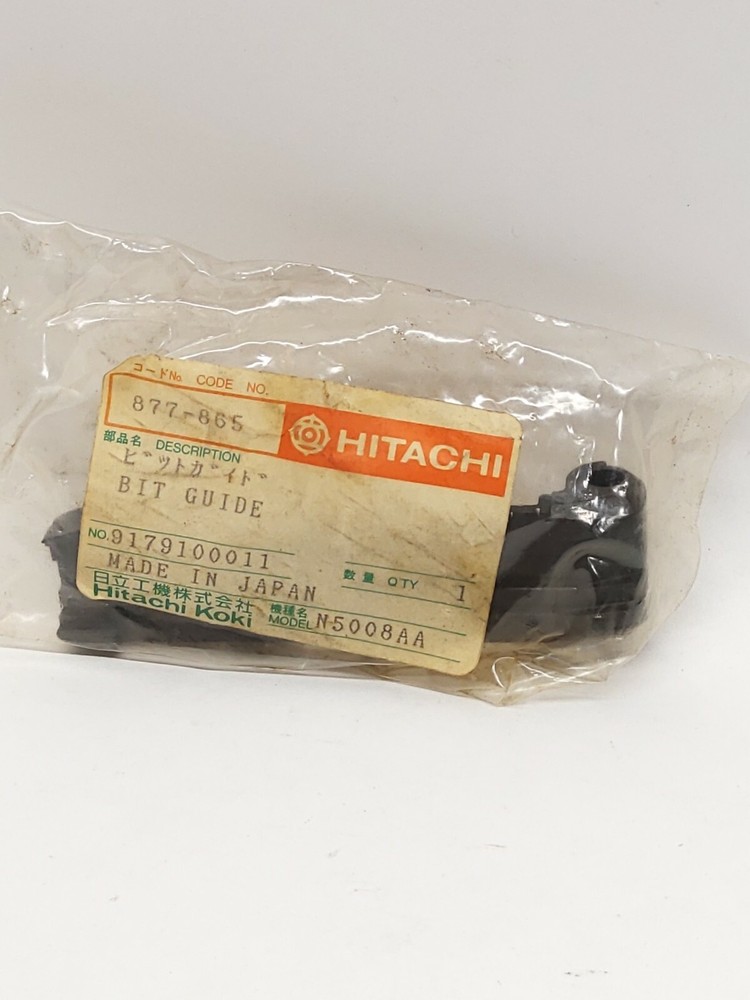 コードNo. CODE NO.
877-865
HITACHI
部品名 DESCRIPTION
ビツトガイド
BIT GUIDE
NO. 9179100011
数量 QTY 1
MADE IN JAPAN
日立工機株式会社
Hitachi Koki
機種名
MODEL N5008AA